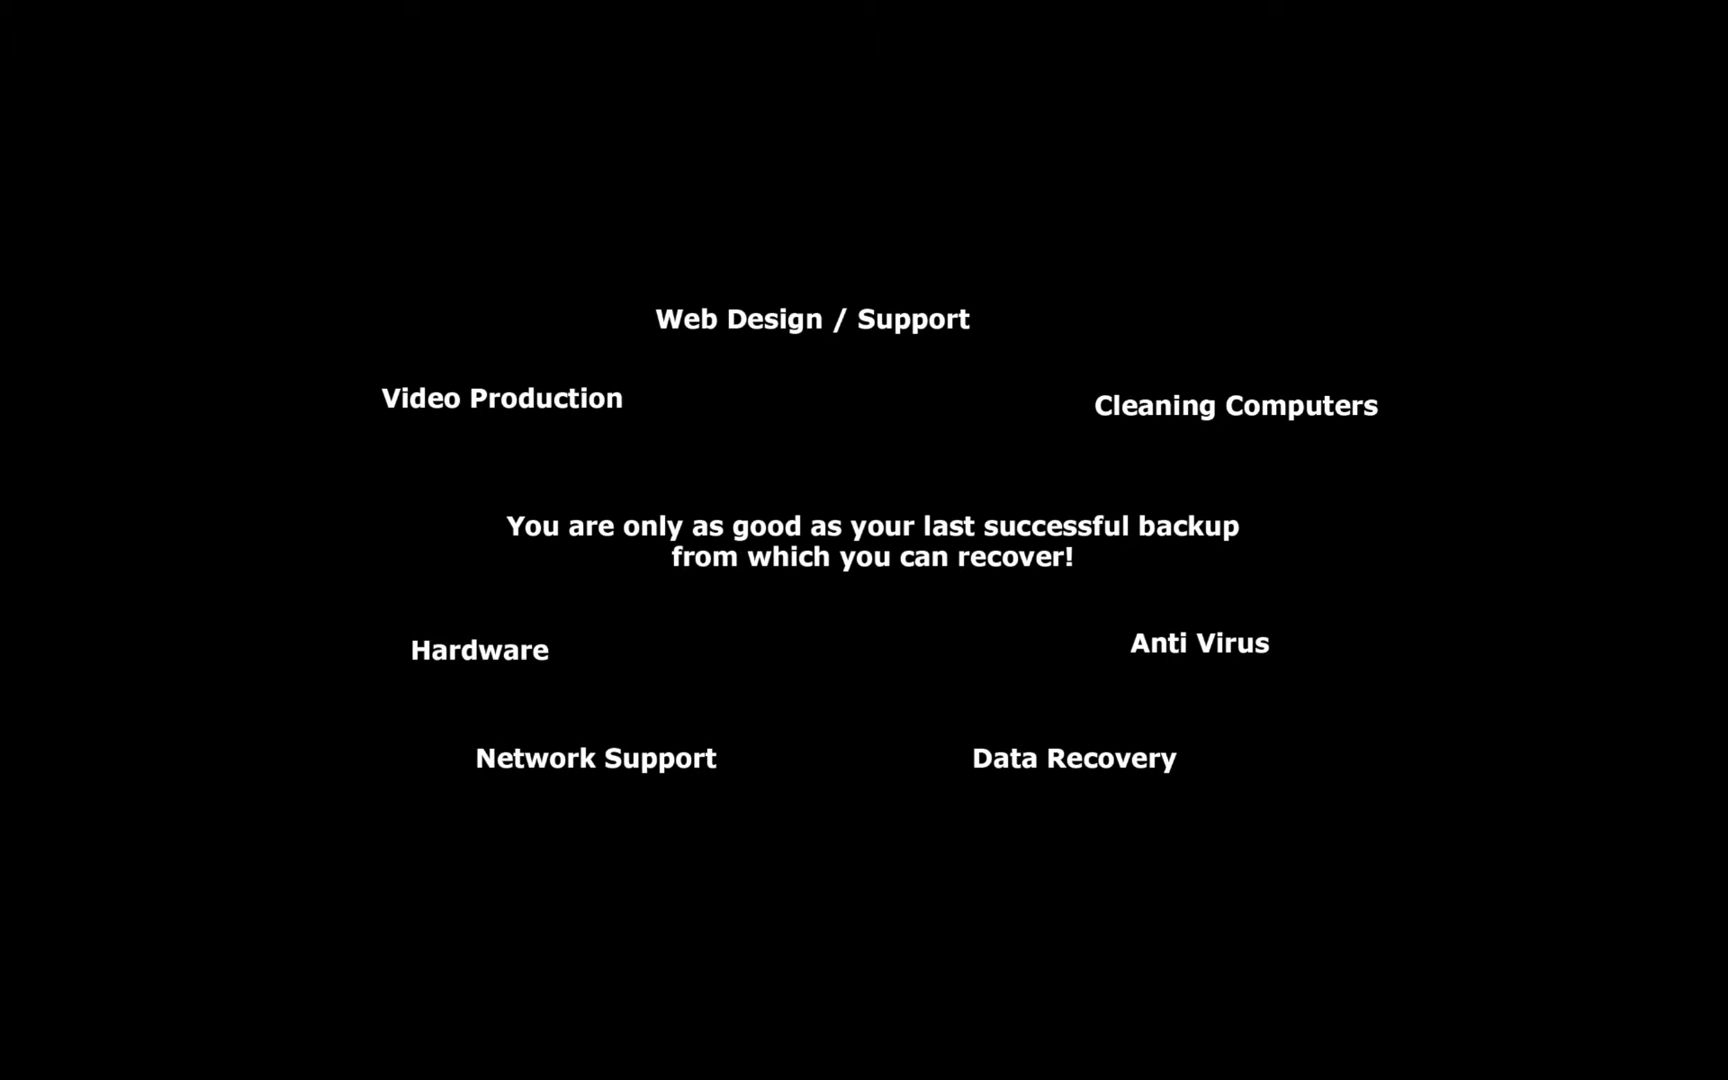 Web Design / Support
Video Production
Cleaning Computers
You are only as good as your last successful backup
from which you can recover!
Hardware
Anti Virus
Network Support
Data Recovery